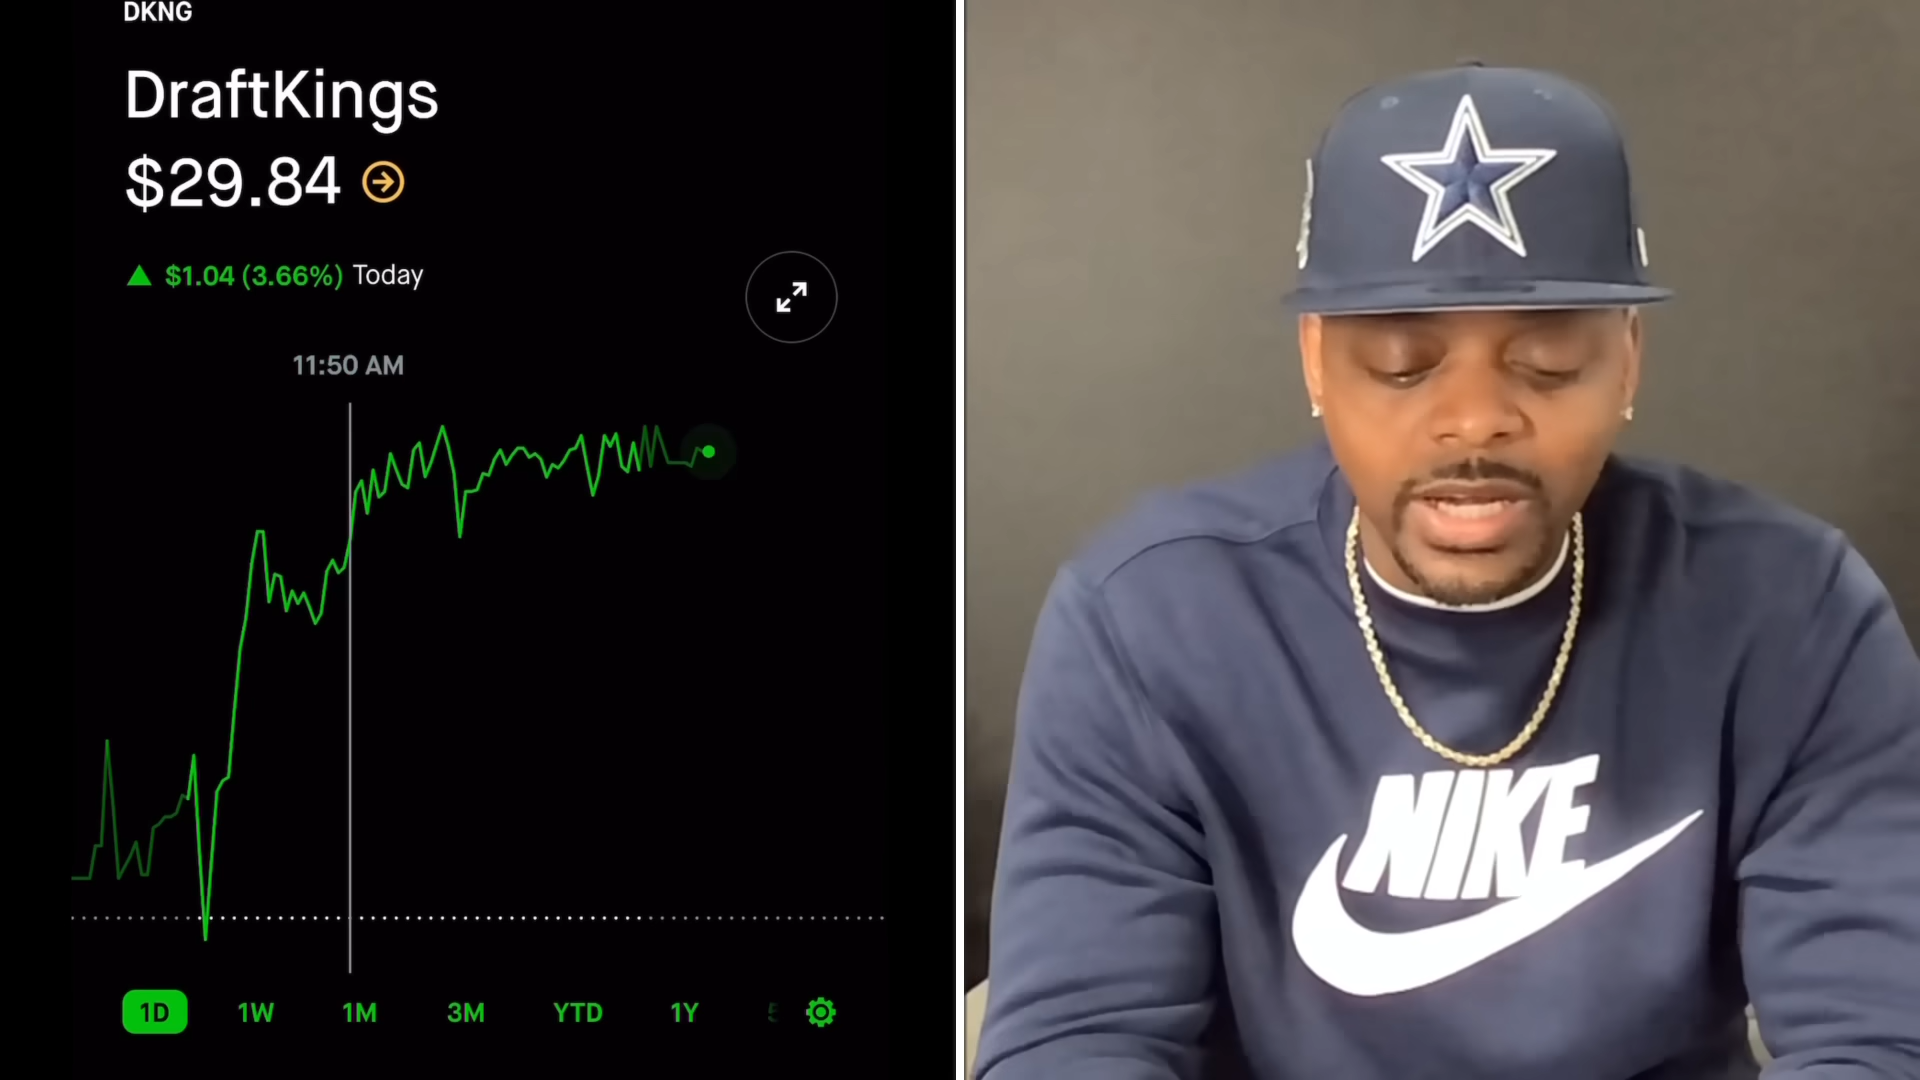 DKNG
DraftKings
$29.84
$1.04 (3.66%) Today
11:50 AM
1D 1W 1M 3M YTD 1Y
NIKE